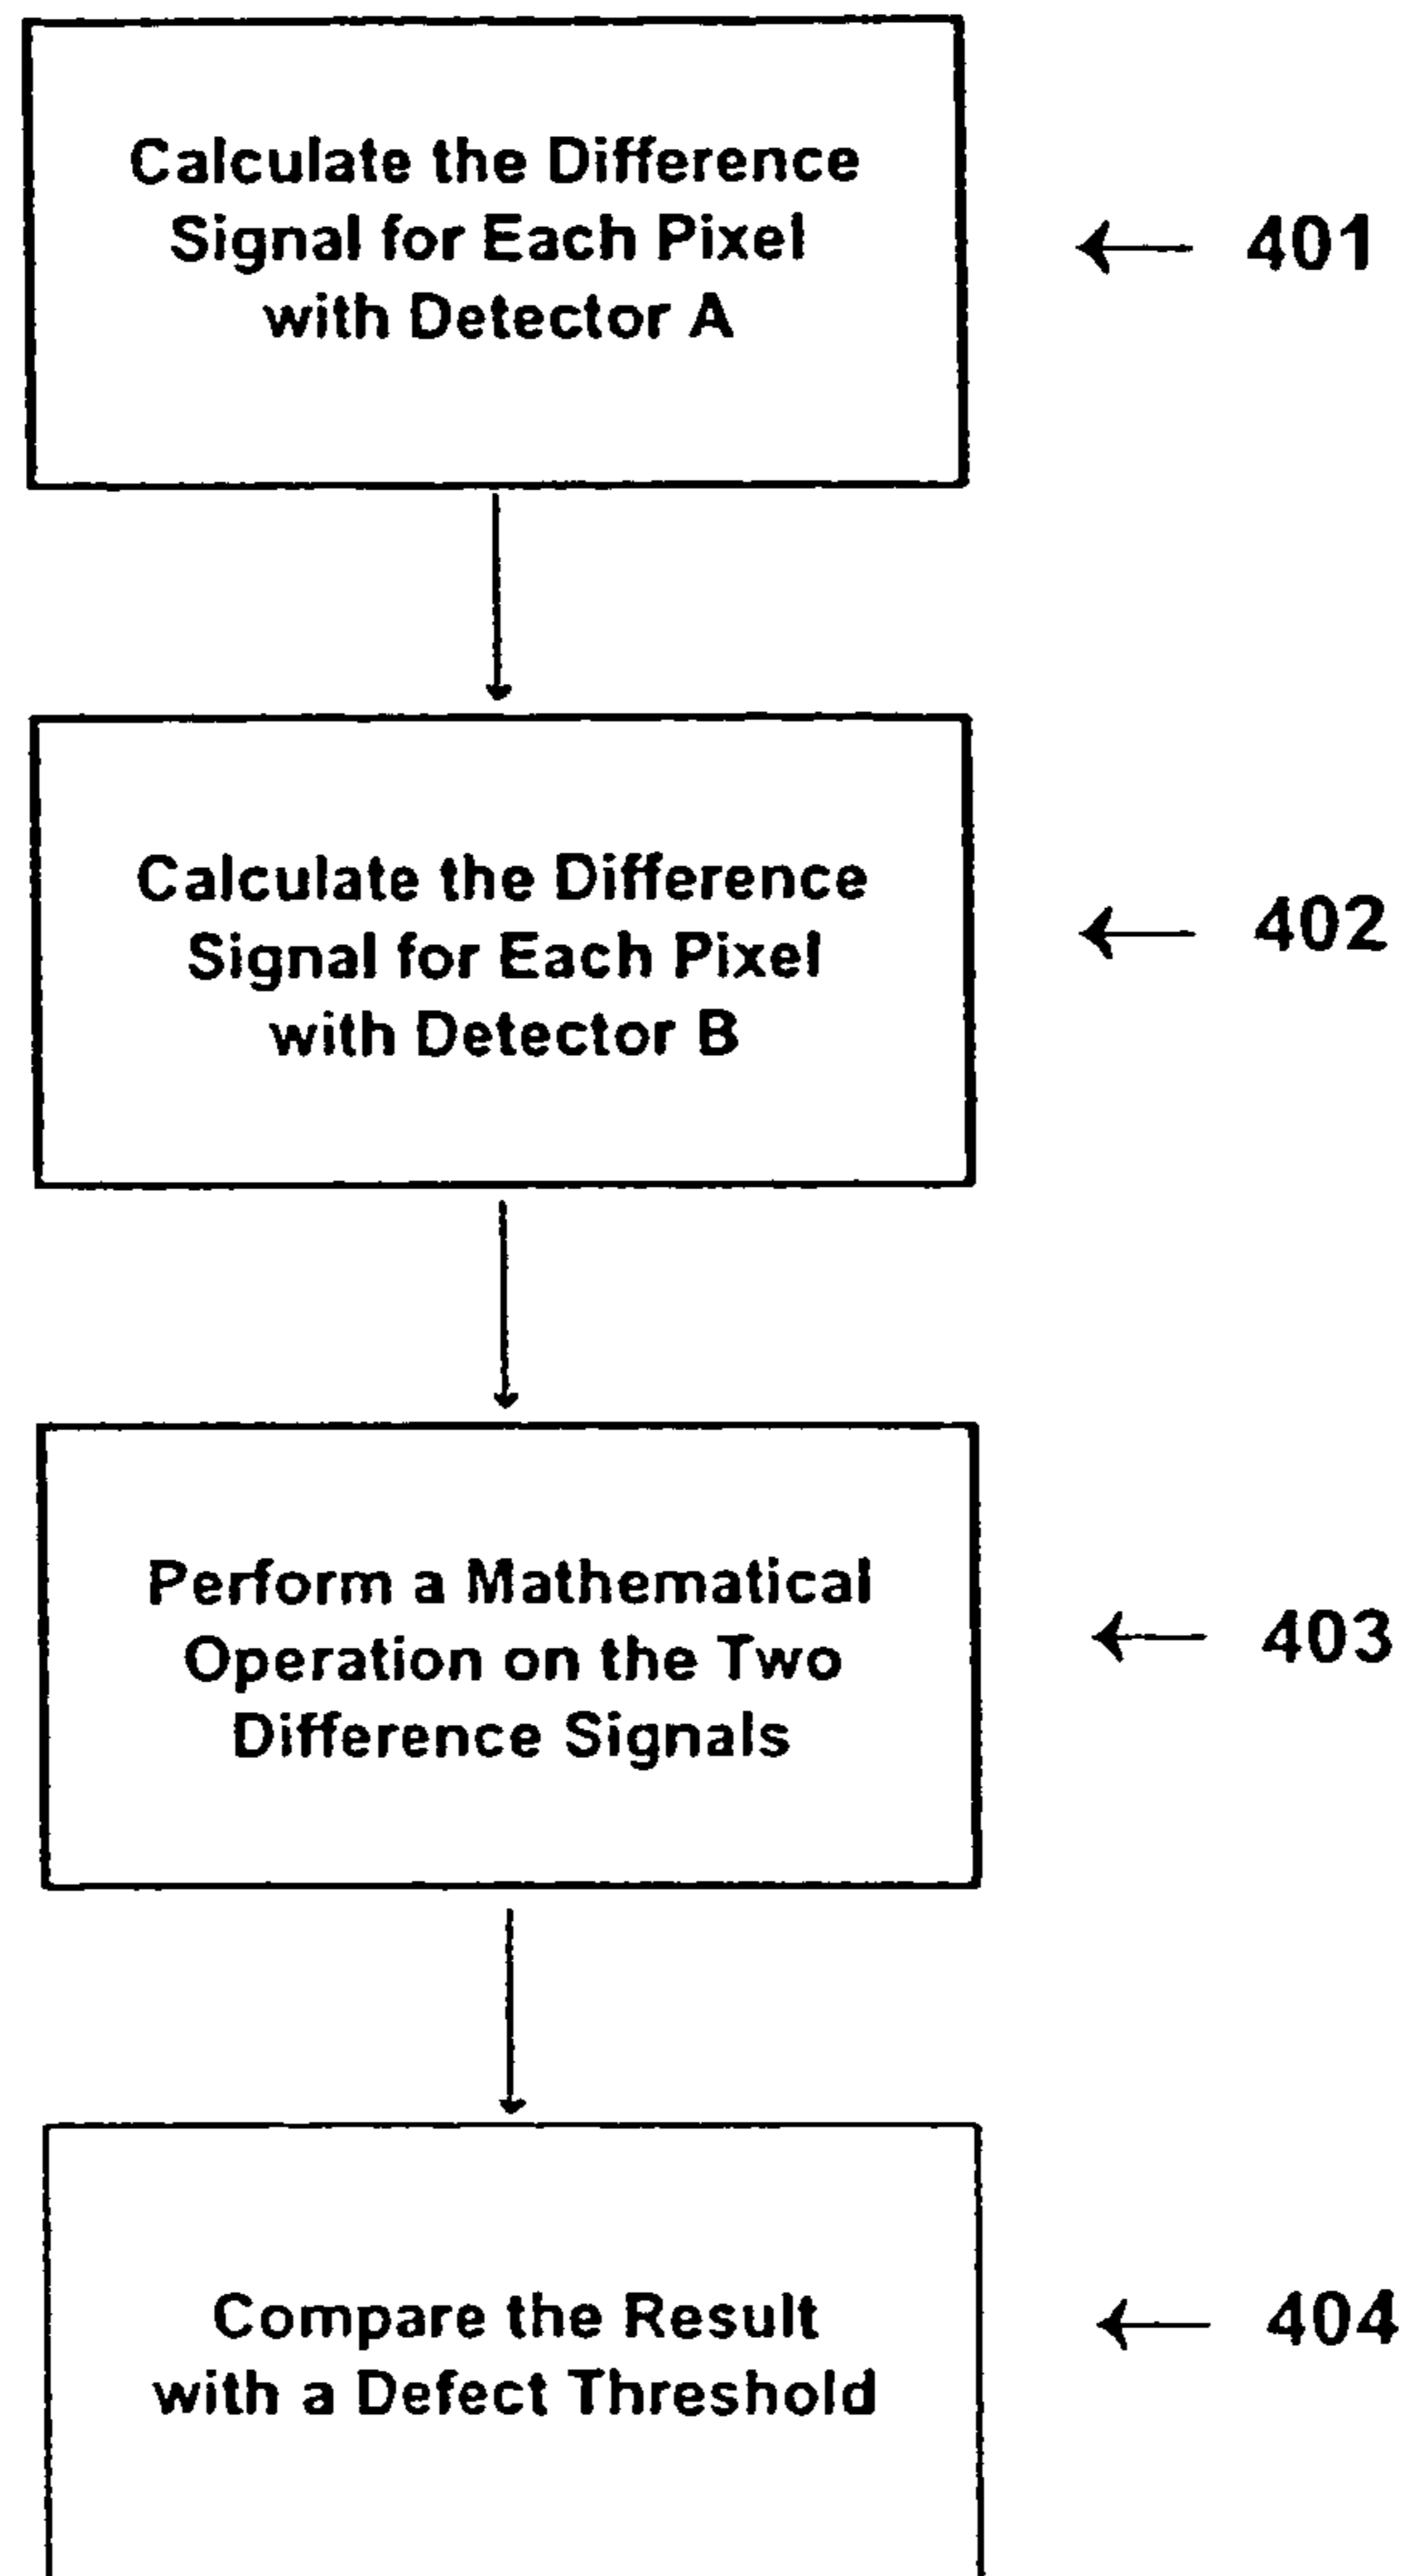 Calculate the Difference
Signal for Each Pixel
with Detector A
401
Calculate the Difference
Signal for Each Pixel
with Detector B
402
Perform a Mathematical
Operation on the Two
Difference Signals
403
Compare the Result
with a Defect Threshold
404